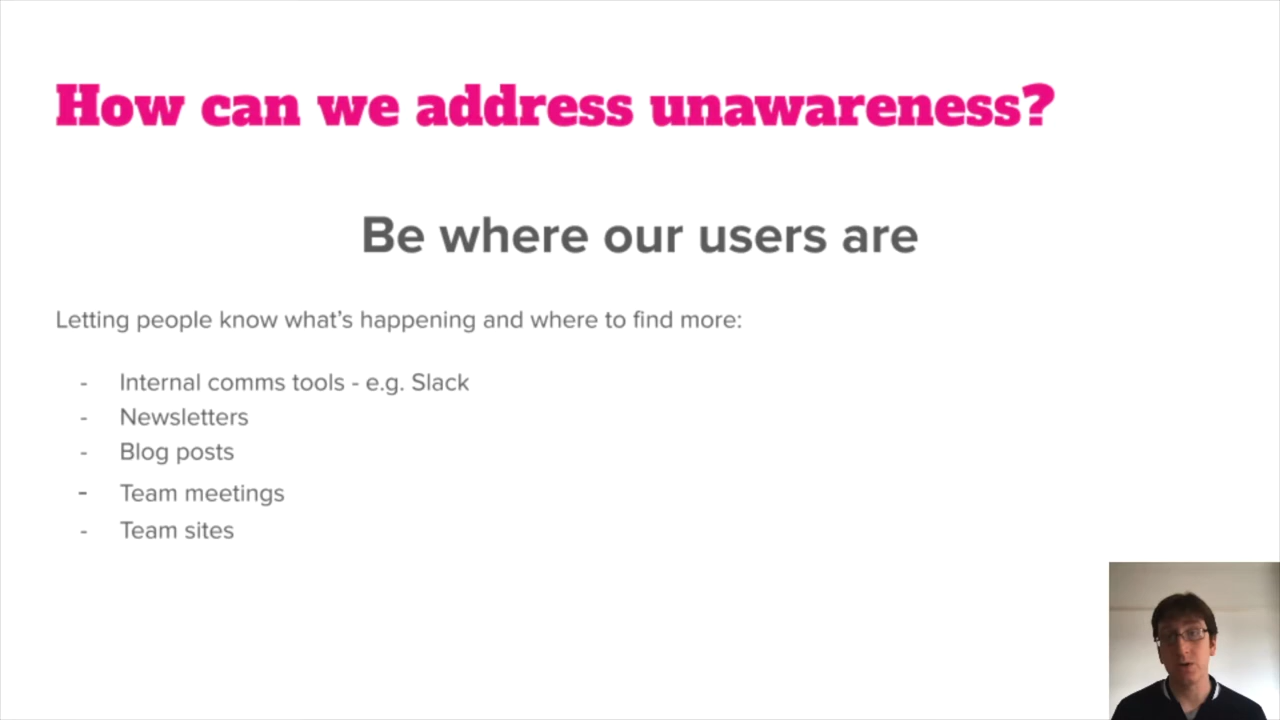 How can we address unawareness?
Be where our users are
Letting people know what's happening and where to find more:
- Internal comms tools - e.g. Slack
- Newsletters
- Blog posts
- Team meetings
- Team sites